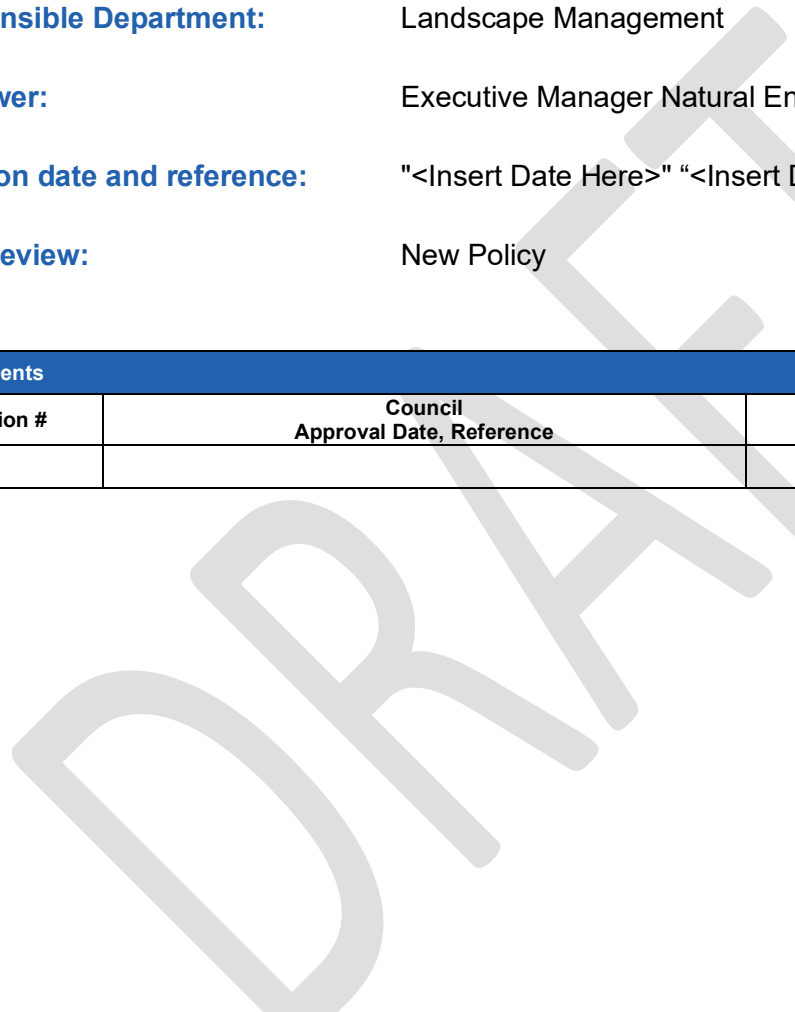 nsible Department: Landscape Management
wer: Executive Manager Natural En
on date and reference: "<Insert Date Here>" “<Insert D
eview: New Policy
ents
ion # Council
Approval Date, Reference
DRAFT